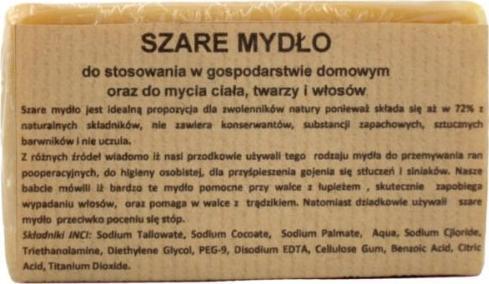 SZARE MYDŁO
do stosowania w gospodarstwie domowym
oraz do mycia ciała, twarzy i włosów
Szare mydło jest idealną propozycja dla zwolenników natury ponieważ składa się aż w 72% z
naturalnych składników, nie zawiera konserwantów, substancji zapachowych, sztucznych
barwników i nie uczula.
Z różnych źródeł wiadomo iż nasi przodkowie używali tego rodzaju mydła do przemywania ran
pooperacyjnych, do higieny osobistej, dla przyśpieszenia gojenia się stłuczeń i siniaków. Nasze
babcie mówili iż bardzo te mydło pomocne przy walce z łupieżem , skutecznie zapobiega
wypadaniu włosów, oraz pomaga w walce z trądzikiem. Natomiast dziadkowie używali szare
mydło przeciwko poceniu się stóp.
Składniki INCI: Sodium Tallowate, Sodium Cocoate, Sodium Palmate, Aqua, Sodium Cjloride,
Triethanolamine, Diethylene Glycol, PEG-9, Disodium EDTA, Cellulose Gum, Benzoic Acid, Citric
Acid, Titanium Dioxide.